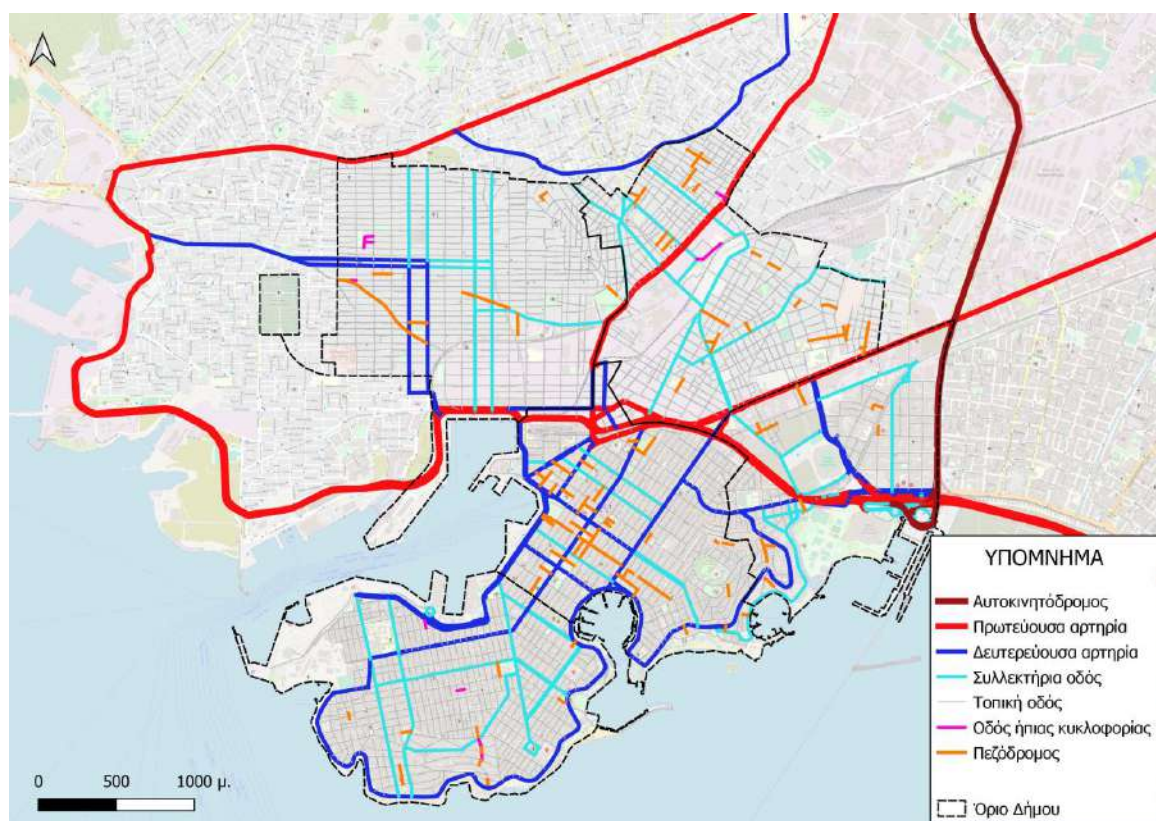 ΥΠΟΜΝΗΜΑ
Αυτοκινητόδρομος
Πρωτεύουσα αρτηρία
Δευτερεύουσα αρτηρία
Συλλεκτήρια οδός
Τοπική οδός
Οδός ήπιας κυκλοφορίας
Πεζόδρομος
Όριο Δήμου
0 500 1000 μ.